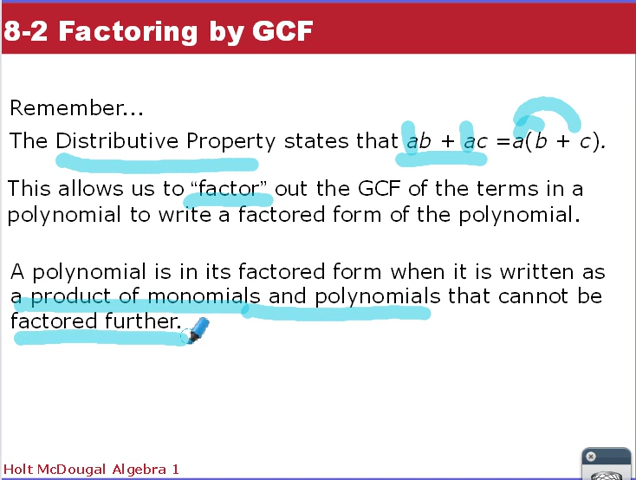 8-2 Factoring by GCF
Remember...
The Distributive Property states that ab + ac =a(b + c).
This allows us to “factor” out the GCF of the terms in a
polynomial to write a factored form of the polynomial.
A polynomial is in its factored form when it is written as
a product of monomials and polynomials that cannot be
factored further.
Holt McDougal Algebra 1